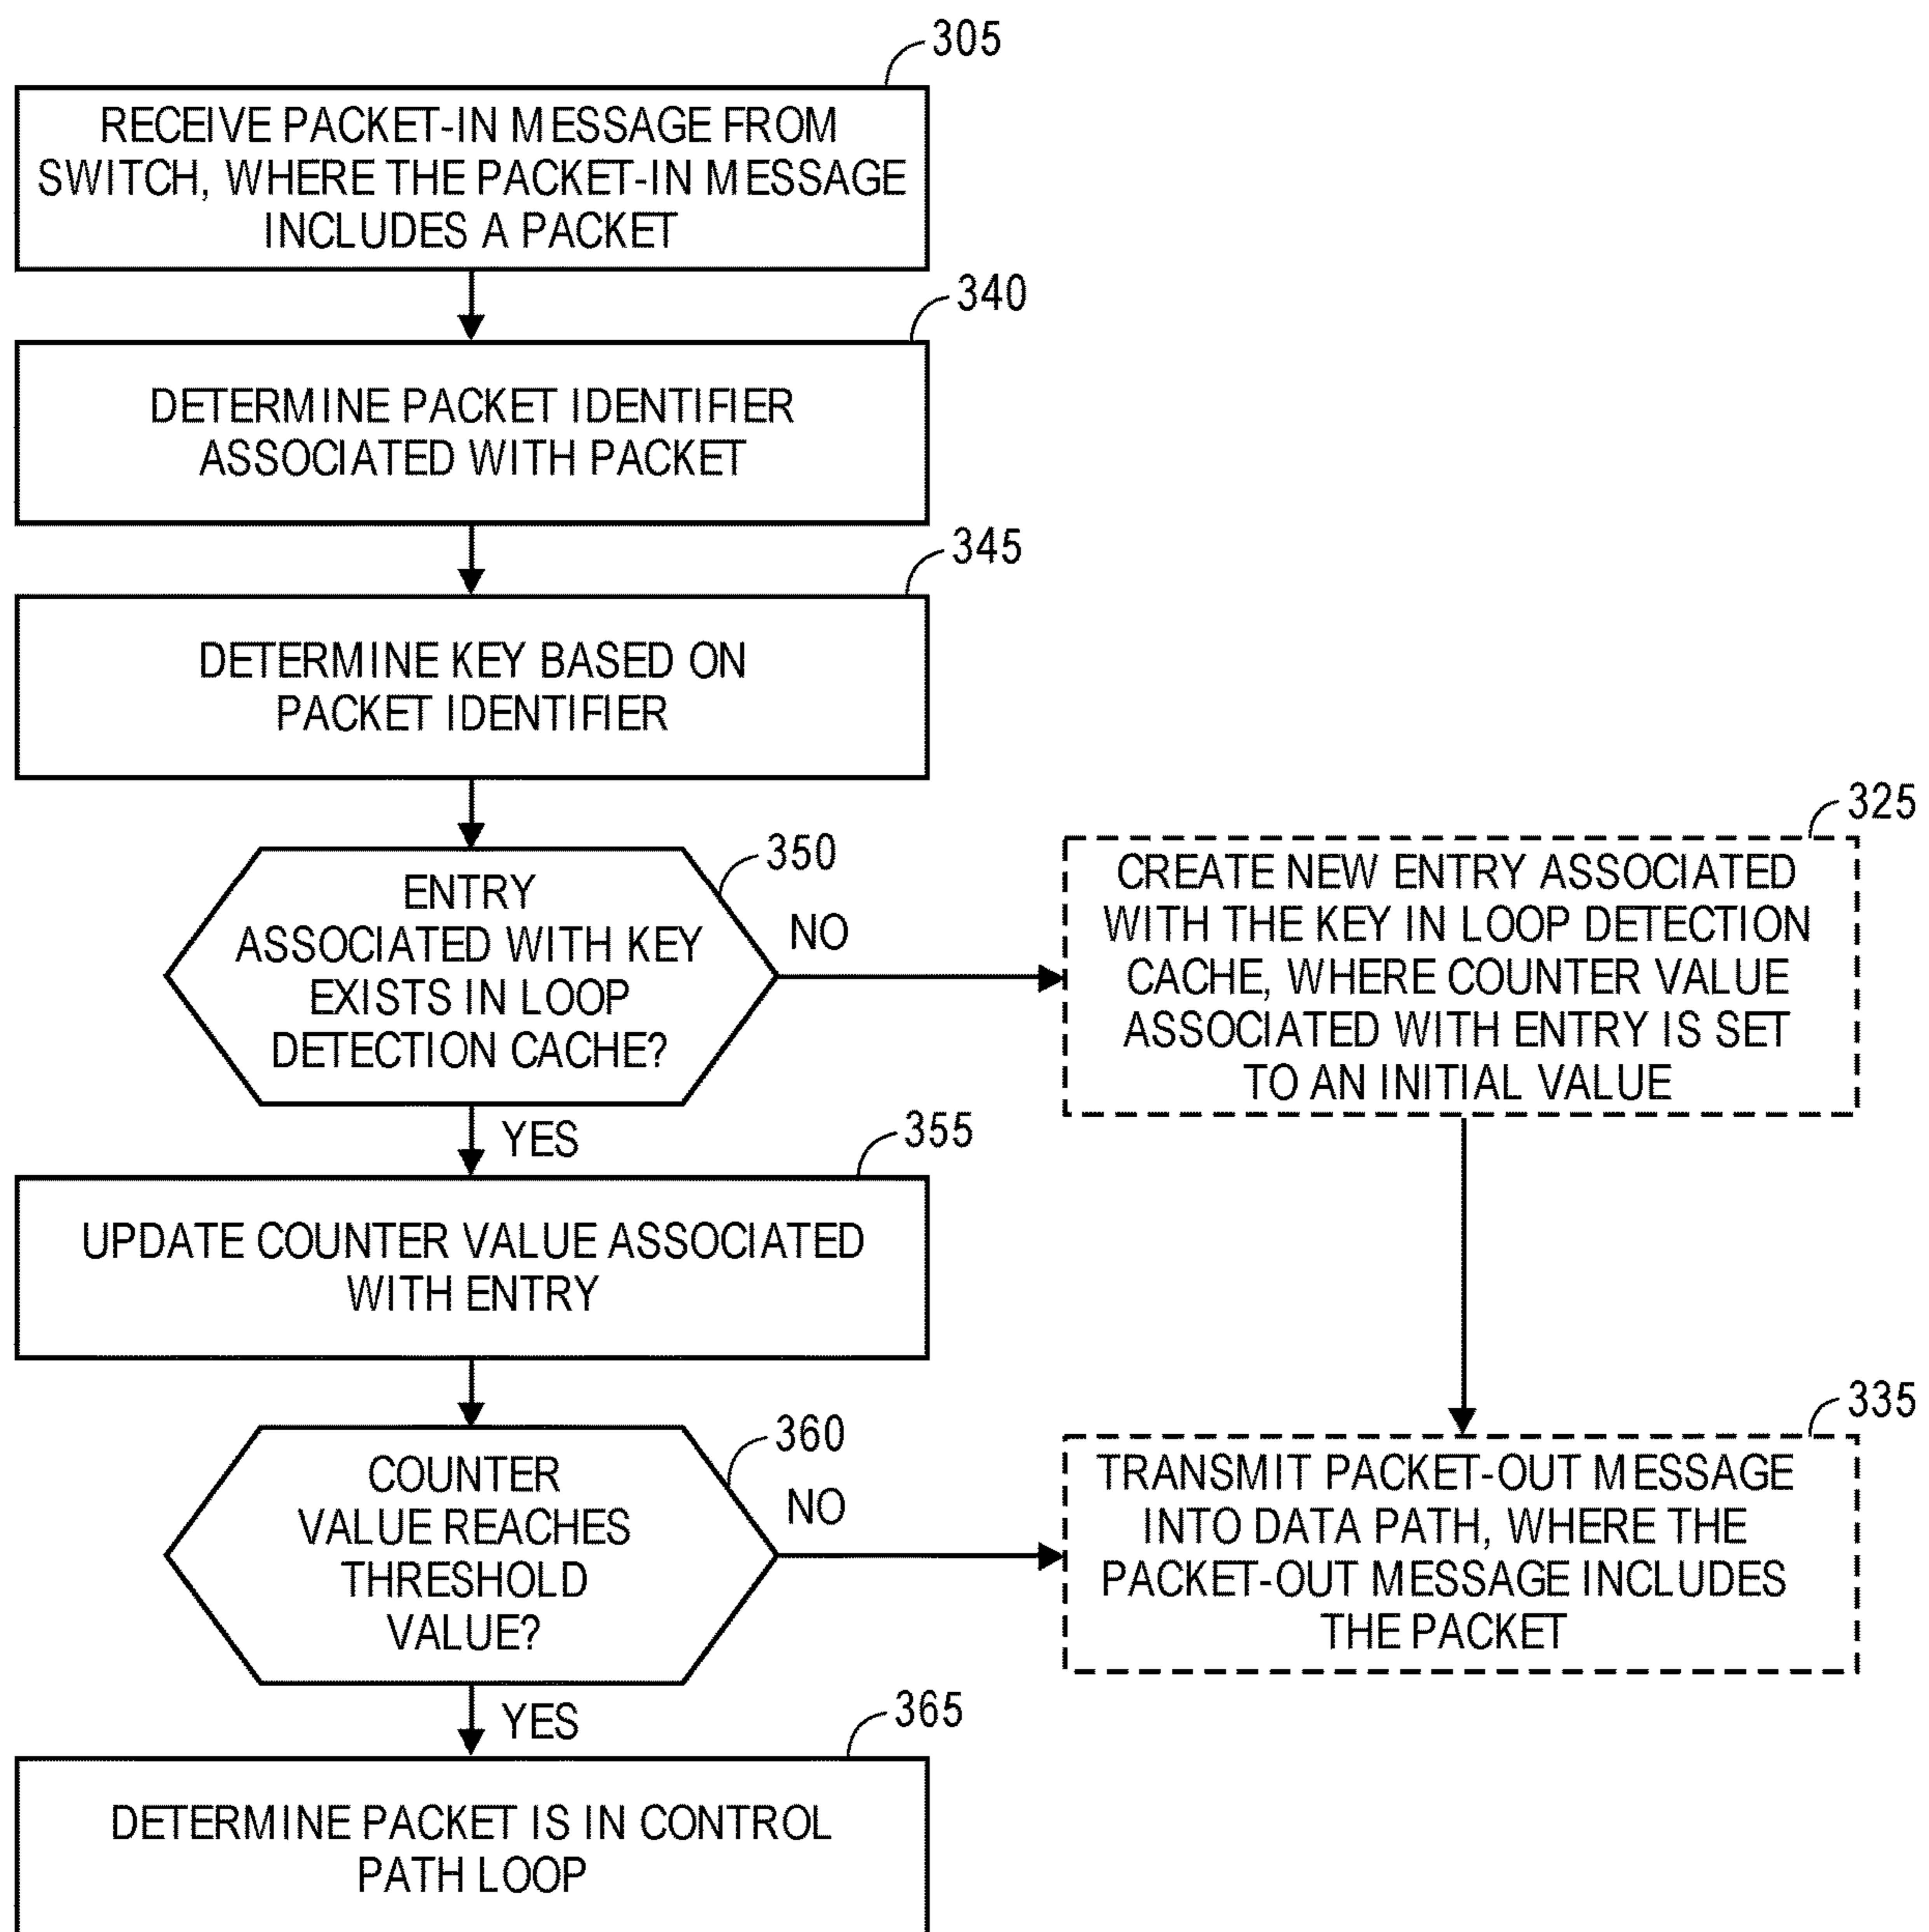 305
RECEIVE PACKET-IN MESSAGE FROM
SWITCH, WHERE THE PACKET-IN MESSAGE
INCLUDES A PACKET
340
DETERMINE PACKET IDENTIFIER
ASSOCIATED WITH PACKET
345
DETERMINE KEY BASED ON
PACKET IDENTIFIER
350
ENTRY
ASSOCIATED WITH KEY
EXISTS IN LOOP
DETECTION CACHE?
NO
325
CREATE NEW ENTRY ASSOCIATED
WITH THE KEY IN LOOP DETECTION
CACHE, WHERE COUNTER VALUE
ASSOCIATED WITH ENTRY IS SET
TO AN INITIAL VALUE
YES
355
UPDATE COUNTER VALUE ASSOCIATED
WITH ENTRY
360
COUNTER
VALUE REACHES
THRESHOLD
VALUE?
NO
335
TRANSMIT PACKET-OUT MESSAGE
INTO DATA PATH, WHERE THE
PACKET-OUT MESSAGE INCLUDES
THE PACKET
YES
365
DETERMINE PACKET IS IN CONTROL
PATH LOOP